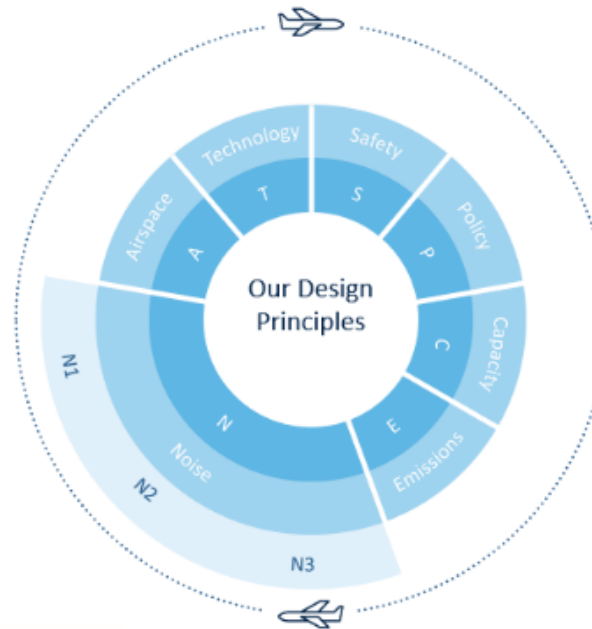 Our Design
Principles
Safety
S
Policy
P
Capacity
C
Emissions
E
Noise
N
N3
N2
N1
Airspace
A
Technology
T